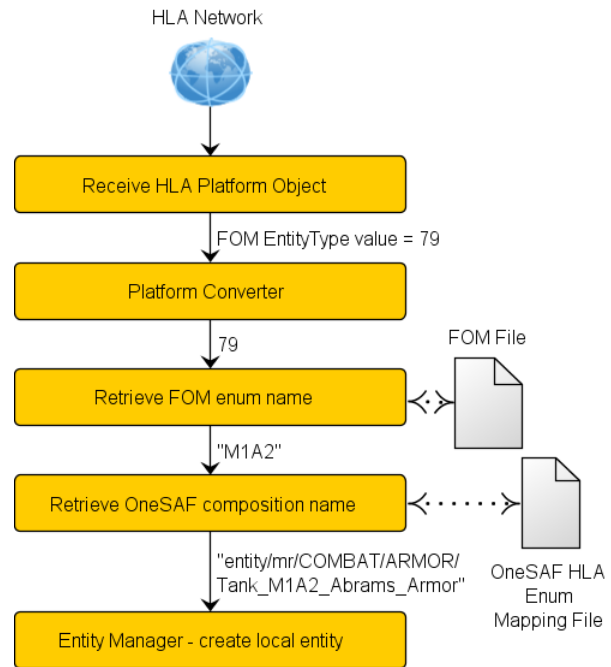 HLA Network
Receive HLA Platform Object
FOM EntityType value = 79
Platform Converter
79
FOM File
Retrieve FOM enum name
"M1A2"
Retrieve OneSAF composition name
"entity/mr/COMBAT/ARMOR/
Tank_M1A2_Abrams_Armor"
OneSAF HLA
Enum
Mapping File
Entity Manager - create local entity